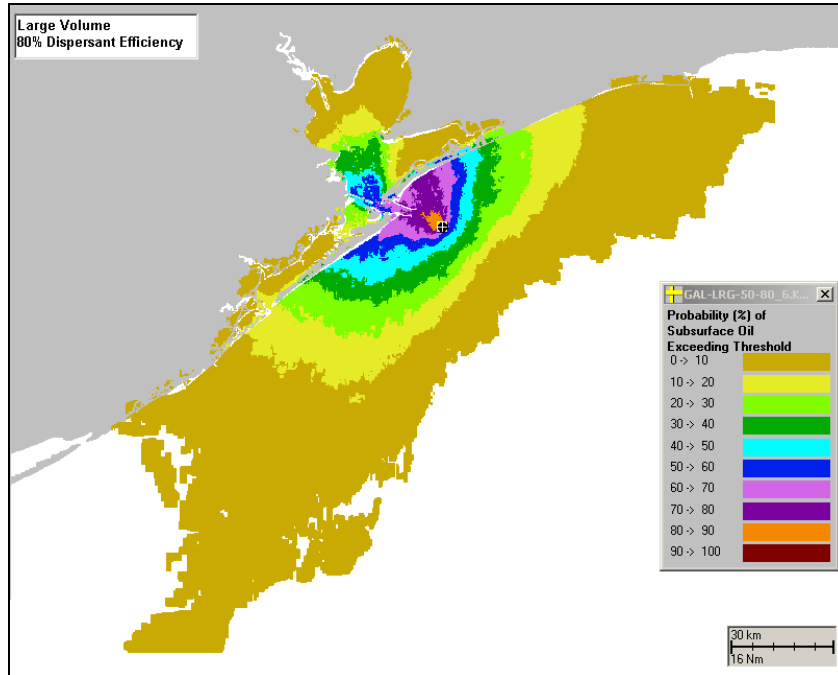 Large Volume
80% Dispersant Efficiency
GAL-LRG-50-80_6.K...
Probability (%) of
Subsurface Oil
Exceeding Threshold
0 -> 10
10 -> 20
20 -> 30
30 -> 40
40 -> 50
50 -> 60
60 -> 70
70 -> 80
80 -> 90
90 -> 100
30 km
16 Nm